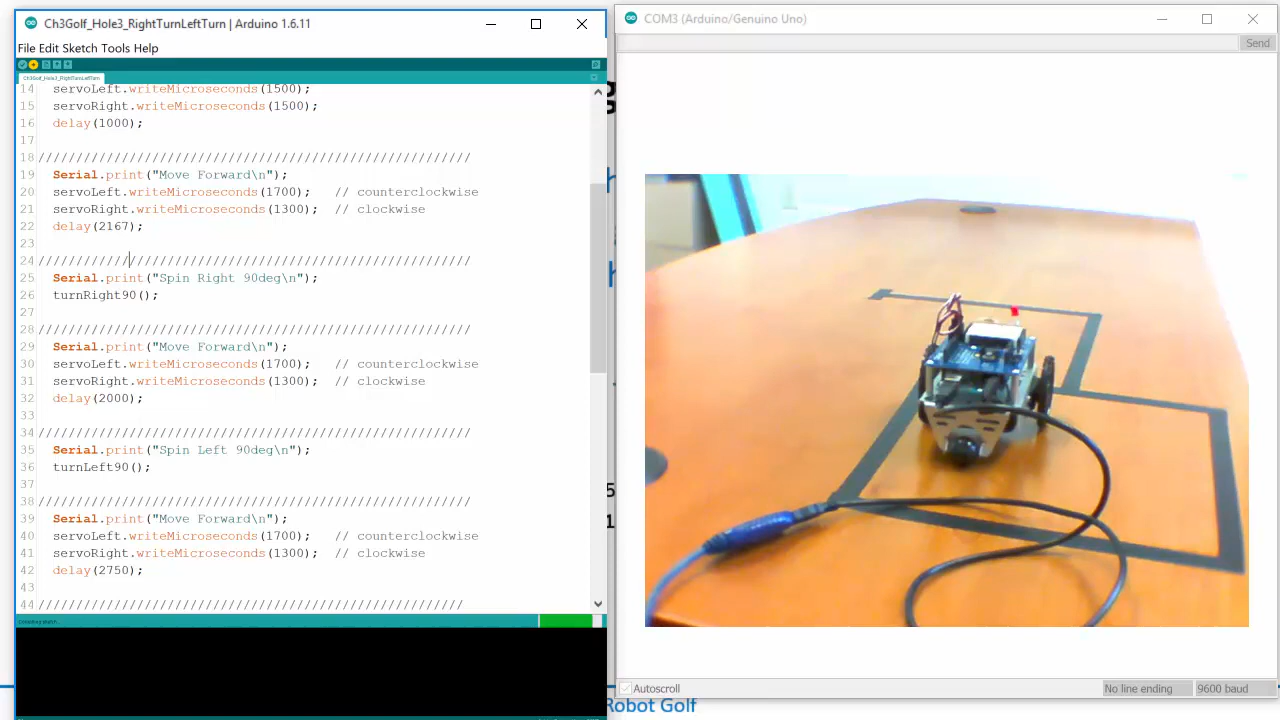 Ch3Golf_Hole3_RightTurnLeftTurn | Arduino 1.6.11
File Edit Sketch Tools Help
Ch3Golf_Hole3_RightTurnLeftTurn
14 servoLeft.writeMicroseconds(1500);
15 servoRight.writeMicroseconds(1500);
16 delay(1000);
17
18 /////////////////////////////////////////////////////////
19 Serial.print("Move Forward\n");
20 servoLeft.writeMicroseconds(1700); // counterclockwise
21 servoRight.writeMicroseconds(1300); // clockwise
22 delay(2167);
23
24 /////////////////////////////////////////////////////////
25 Serial.print("Spin Right 90deg\n");
26 turnRight90();
27
28 /////////////////////////////////////////////////////////
29 Serial.print("Move Forward\n");
30 servoLeft.writeMicroseconds(1700); // counterclockwise
31 servoRight.writeMicroseconds(1300); // clockwise
32 delay(2000);
33
34 /////////////////////////////////////////////////////////
35 Serial.print("Spin Left 90deg\n");
36 turnLeft90();
37
38 /////////////////////////////////////////////////////////
39 Serial.print("Move Forward\n");
40 servoLeft.writeMicroseconds(1700); // counterclockwise
41 servoRight.writeMicroseconds(1300); // clockwise
42 delay(2750);
43
44 ////////////////////////////////////////////////////////
COM3 (Arduino/Genuino Uno)
Send
Autoscroll
No line ending
9600 baud
Robot Golf